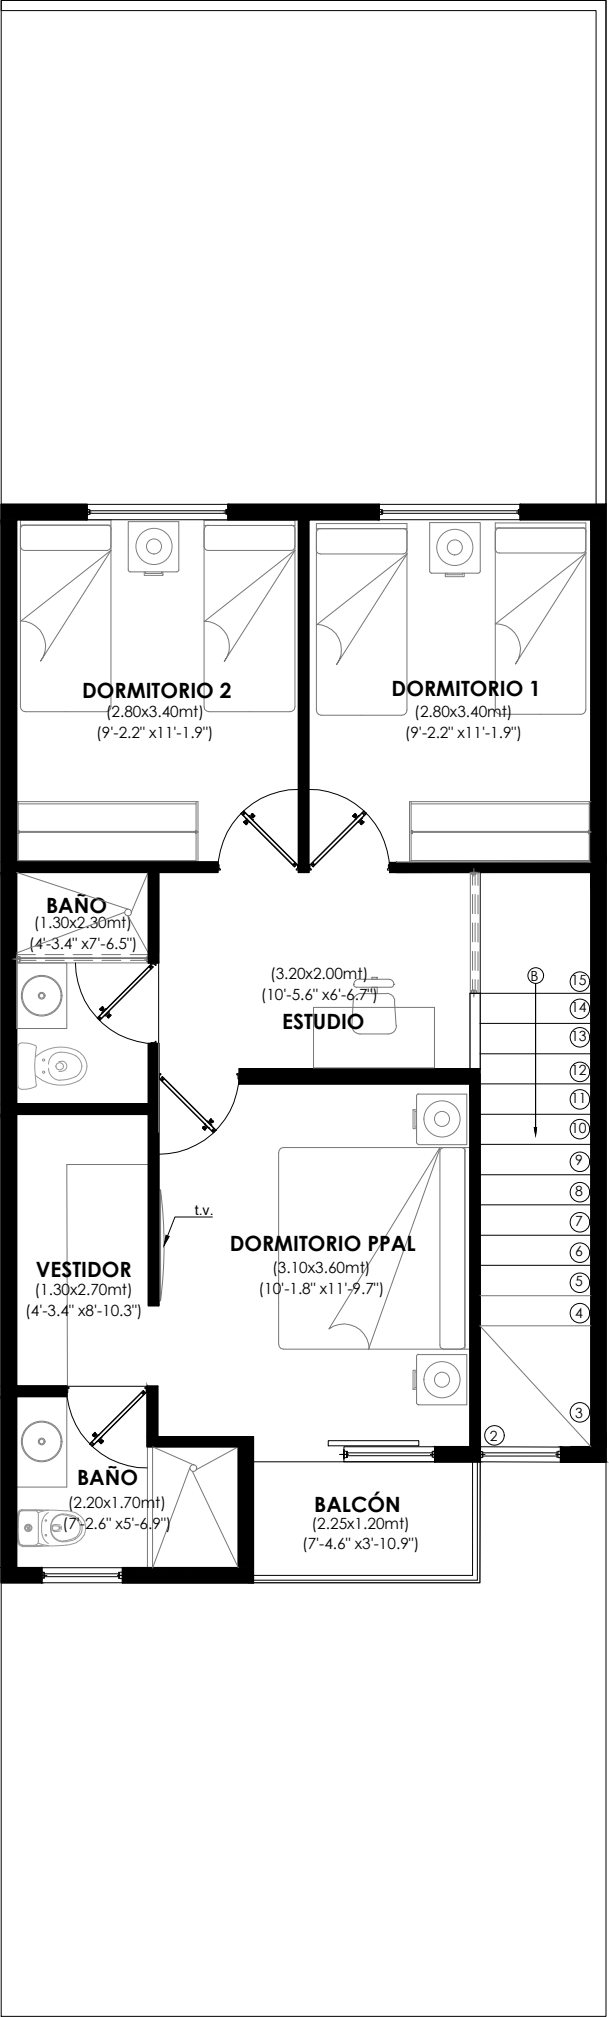 DORMITORIO 2
(2.80x3.40mt)
(9'-2.2" x11'-1.9")
DORMITORIO 1
(2.80x3.40mt)
(9'-2.2" x11'-1.9")
BAÑO
(1.30x2.30mt)
(4'-3.4" x7'-6.5")
(3.20x2.00mt)
(10'-5.6" x6'-6.7")
ESTUDIO
B
15
14
13
12
11
10
9
8
7
6
5
4
3
2
t.v.
DORMITORIO PPAL
(3.10x3.60mt)
(10'-1.8" x11'-9.7")
VESTIDOR
(1.30x2.70mt)
(4'-3.4" x8'-10.3")
BAÑO
(2.20x1.70mt)
(7'-2.6" x5'-6.9")
BALCÓN
(2.25x1.20mt)
(7'-4.6" x3'-10.9")